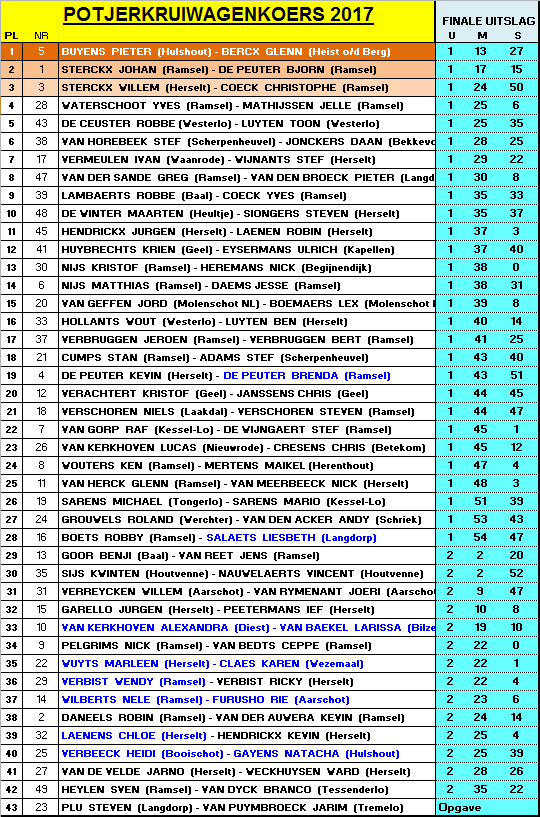 POTJERKRUIWAGENKOERS 2017
FINALE UITSLAG
PL NR U M S
1 5 BUYENS PIETER (Hulshout) - BERCX GLENN (Heist o/d Berg) 1 13 27
2 1 STERCKX JOHAN (Ramsel) - DE PEUTER BJORN (Ramsel) 1 17 15
3 3 STERCKX WILLEM (Herselt) - COECK CHRISTOPHE (Ramsel) 1 24 50
4 28 WATERSCHOOT YVES (Ramsel) - MATHIJSSEN JELLE (Ramsel) 1 25 6
5 43 DE CEUSTER ROBBE (Westerlo) - LUYTEN TOON (Westerlo) 1 25 35
6 38 VAN HOREBEEK STEF (Scherpenheuvel) - JONCKERS DAAN (Bekkevo 1 28 25
7 17 VERMEULEN IVAN (Waanrode) - WIJNANTS STEF (Herselt) 1 29 22
8 47 VAN DER SANDE GREG (Ramsel) - VAN DEN BROECK PIETER (Langd 1 30 8
9 39 LAMBAERTS ROBBE (Baal) - COECK YVES (Ramsel) 1 35 33
10 48 DE WINTER MAARTEN (Heultje) - SIONGERS STEVEN (Herselt) 1 35 37
11 45 HENDRICKX JURGEN (Herselt) - LAENEN ROBIN (Herselt) 1 37 3
12 41 HUYBRECHTS KRIEN (Geel) - EYSERMANS ULRICH (Kapellen) 1 37 40
13 30 NIJS KRISTOF (Ramsel) - HEREMANS NICK (Begijnendijk) 1 38 0
14 6 NIJS MATTHIAS (Ramsel) - DAEMS JESSE (Ramsel) 1 38 31
15 20 VAN GEFFEN JORD (Molenschot NL) - BOEMAERS LEX (Molenschot 1 39 8
16 33 HOLLANTS WOUT (Westerlo) - LUYTEN BEN (Herselt) 1 40 14
17 37 VERBRUGGEN JEROEN (Ramsel) - VERBRUGGEN BERT (Ramsel) 1 41 25
18 21 CUMPS STAN (Ramsel) - ADAMS STEF (Scherpenheuvel) 1 43 40
19 4 DE PEUTER KEVIN (Herselt) - DE PEUTER BRENDA (Ramsel) 1 43 51
20 12 VERACHTERT KRISTOF (Geel) - JANSSENS CHRIS (Geel) 1 44 45
21 18 VERSCHOREN NIELS (Laakdal) - VERSCHOREN STEVEN (Ramsel) 1 44 47
22 7 VAN GORP RAF (Kessel-Lo) - DE WIJNGAERT STEF (Ramsel) 1 45 1
23 26 VAN KERKHOVEN LUCAS (Nieuwrode) - CRESENS CHRIS (Betekom) 1 45 12
24 8 WOUTERS KEN (Ramsel) - MERTENS MAIKEL (Herenthout) 1 47 4
25 11 VAN HERCK GLENN (Ramsel) - VAN MEERBEECK NICK (Herselt) 1 48 3
26 19 SARENS MICHAEL (Tongerlo) - SARENS MARIO (Kessel-Lo) 1 51 39
27 24 GROUWELS ROLAND (Werchter) - VAN DEN ACKER ANDY (Schriek) 1 53 43
28 16 BOETS ROBBY (Ramsel) - SALAETS LIESBETH (Langdorp) 1 54 47
29 13 GOOR BENJI (Baal) - VAN REET JENS (Ramsel) 2 2 20
30 35 SIJS KWINTEN (Houtvenne) - NAUWELAERTS VINCENT (Houtvenne) 2 2 52
31 31 VERREYCKEN WILLEM (Aarschot) - VAN RYMENANT JOERI (Aarschot 2 9 47
32 15 GARELLO JURGEN (Herselt) - PEETERMANS IEF (Herselt) 2 10 8
33 10 VAN KERKHOVEN ALEXANDRA (Diest) - VAN BAEKEL LARISSA (Bilze 2 19 10
34 9 PELGRIMS NICK (Ramsel) - VAN BEDTS CEPPE (Ramsel) 2 22 0
35 22 WUYTS MARLEEN (Herselt) - CLAES KAREN (Wezemaal) 2 22 1
36 29 VERBIST WENDY (Ramsel) - VERBIST RICKY (Herselt) 2 22 4
37 14 WILBERTS NELE (Ramsel) - FURUSHO RIE (Aarschot) 2 23 6
38 2 DANEELS ROBIN (Ramsel) - VAN DER AUWERA KEVIN (Ramsel) 2 24 14
39 32 LAENENS CHLOE (Herselt) - HENDRICKX KEVIN (Herselt) 2 25 4
40 25 VERBEECK HEIDI (Booischot) - GAYENS NATACHA (Hulshout) 2 25 39
41 27 VAN DE VELDE JARNO (Herselt) - WECKHUYSEN WARD (Herselt) 2 28 26
42 49 HEYLEN SVEN (Ramsel) - VAN DYCK BRANCO (Tessenderlo) 2 35 22
43 23 PLU STEVEN (Langdorp) - VAN PUYMBROECK JARIM (Tremelo) Opgave